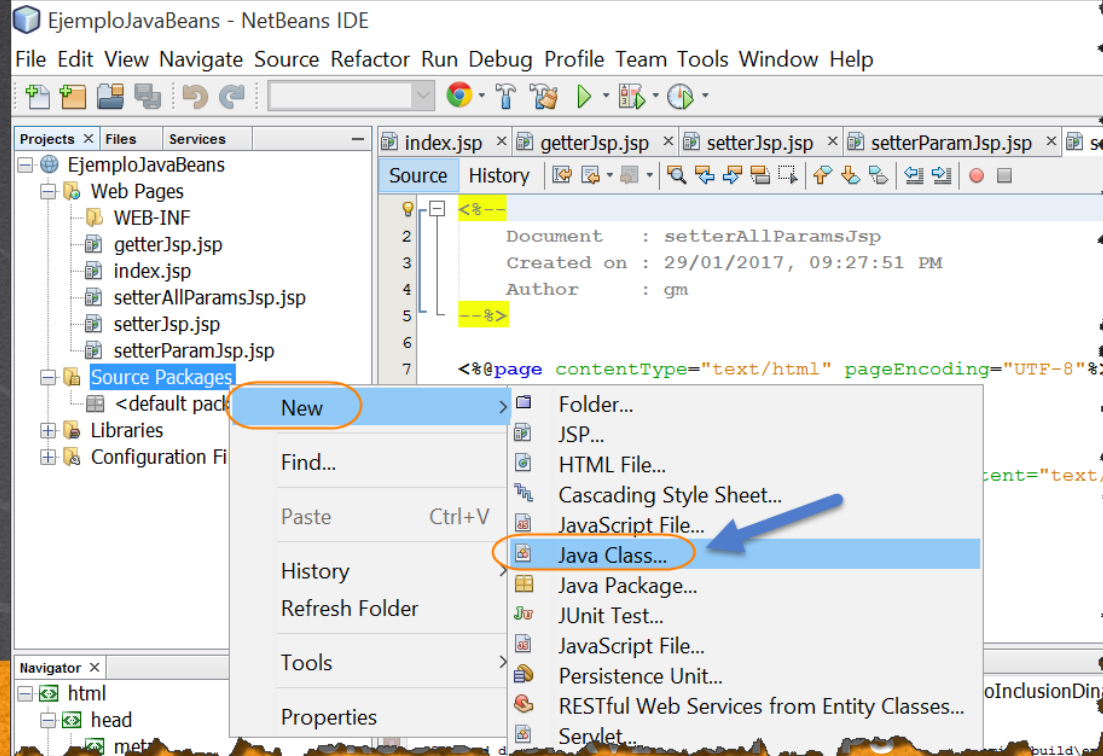 EjemploJavaBeans - NetBeans IDE
File Edit View Navigate Source Refactor Run Debug Profile Team Tools Window Help
Projects Files Services
index.jsp getterJsp.jsp setterJsp.jsp setterParamJsp.jsp
EjemploJavaBeans
Web Pages
WEB-INF
getterJsp.jsp
index.jsp
setterAllParamsJsp.jsp
setterJsp.jsp
setterParamJsp.jsp
Source Packages
<default pack
Libraries
Configuration Fi
Source History
<%--
2 Document : setterAllParamsJsp
3 Created on : 29/01/2017, 09:27:51 PM
4 Author : gm
5 --%>
6
7 <%@page contentType="text/html" pageEncoding="UTF-8"%>
tent="text/
New
Find...
Paste Ctrl+V
History
Refresh Folder
Tools
Properties
Folder...
JSP...
HTML File...
Cascading Style Sheet...
JavaScript File...
Java Class...
Java Package...
JUnit Test...
JavaScript File...
Persistence Unit...
RESTful Web Services from Entity Classes...
Servlet...
Navigator
html
head
oInclusionDina